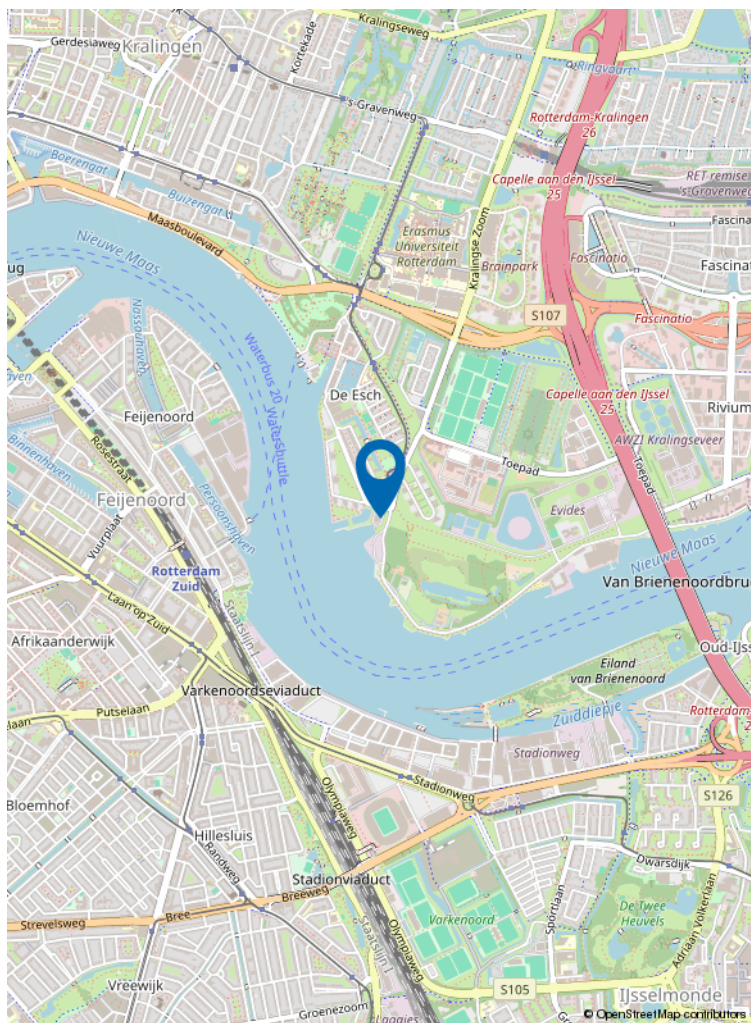 Kralingseweg
Gerdesiaweg
Kralingen
Kortekade
Ringvaart
's-Gravenweg
Rotterdam-Kralingen
26
Boerengat
Capelle aan den IJssel
25
RET remise
's-Gravenweg
Buizengat
Maasboulevard
Erasmus
Universiteit
Rotterdam
Kralingse Zoom
Nieuwe Maas
Brainpark
Fascinatio
Nassauhaven
S107
Fascinatio
Waterbus 20 Watershuttle
De Esch
Capelle aan den IJssel
25
Feijenoord
Rivium
AWZI Kralingseveer
Binnenhaven
Rosestraat
Toepad
Toepad
Persoonshaven
Feijenoord
Evides
Vuurplaat
Nieuwe Maas
Rotterdam
Zuid
Van Brienenoordbrug
Laan op Zuid
Staatslijn I
Afrikaanderwijk
Oud-IJss
Eiland
van Brienenoord
Varkenoordseviaduct
Putselaan
Zuiddiepje
Stadionweg
Olympiaweg
Stadionweg
S126
Bloemhof
Hillesluis
Randweg
Dwarsdijk
Stadionviaduct
Breeweg
Sportlaan
De Twee
Heuvels
Adriaan Volkerlaan
Strevelsweg
Bree
Varkenoord
Staatslijn I
Olympiaweg
Vreewijk
S105
IJsselmonde
Groenezoom
© OpenStreetMap contributors